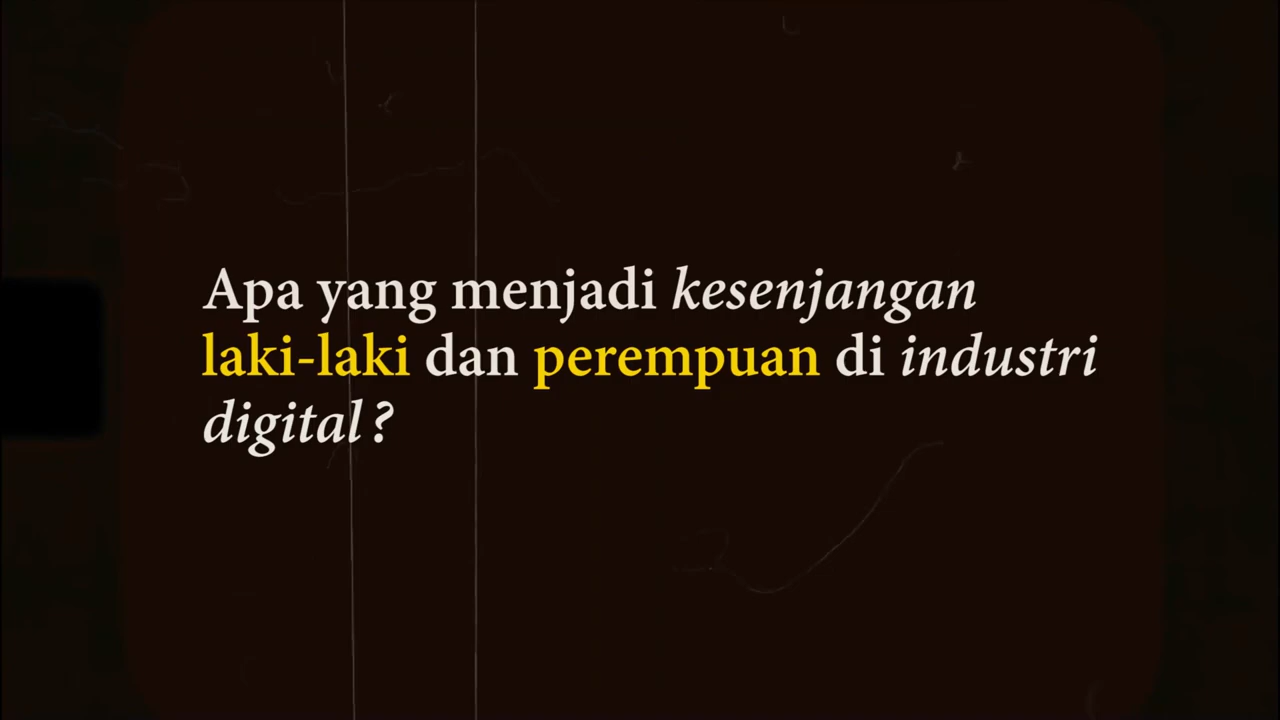 Apa yang menjadi kesenjangan
laki-laki dan perempuan di industri
digital?